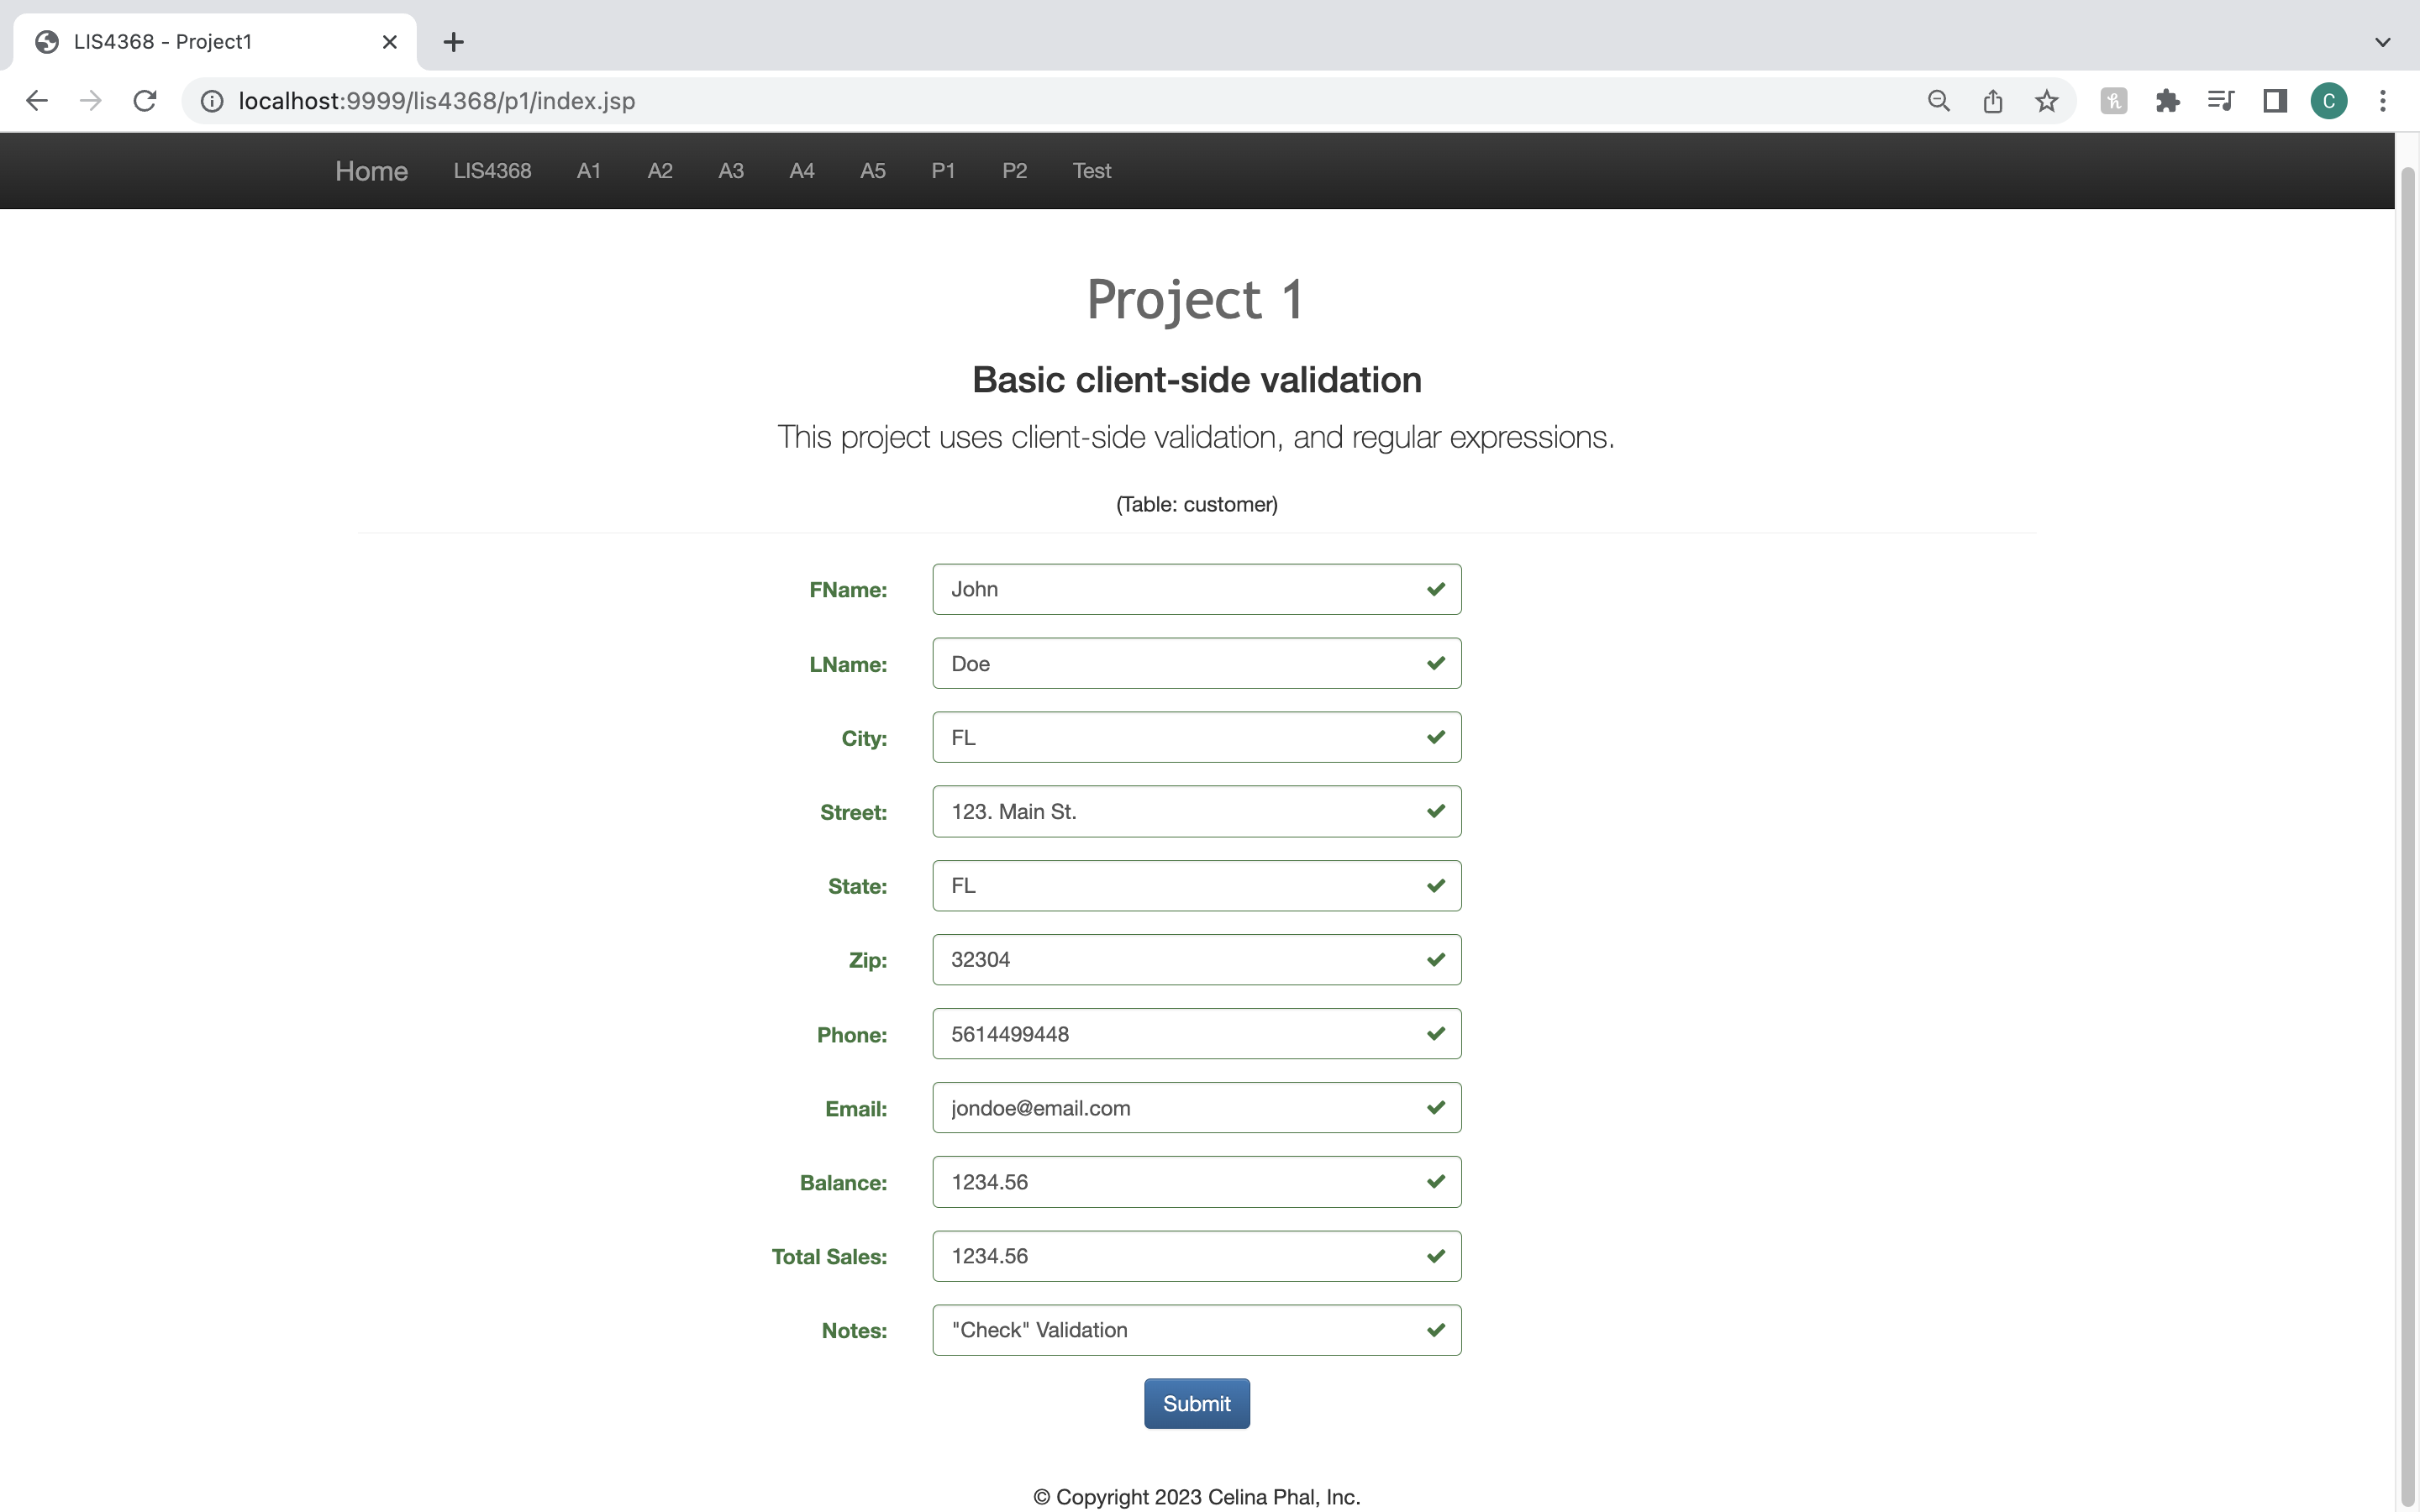 LIS4368 - Project1
localhost:9999/lis4368/p1/index.jsp
C
Home LIS4368 A1 A2 A3 A4 A5 P1 P2 Test
Project 1
Basic client-side validation
This project uses client-side validation, and regular expressions.
(Table: customer)
FName: John
LName: Doe
City: FL
Street: 123. Main St.
State: FL
Zip: 32304
Phone: 5614499448
Email: jondoe@email.com
Balance: 1234.56
Total Sales: 1234.56
Notes: "Check" Validation
Submit
© Copyright 2023 Celina Phal, Inc.